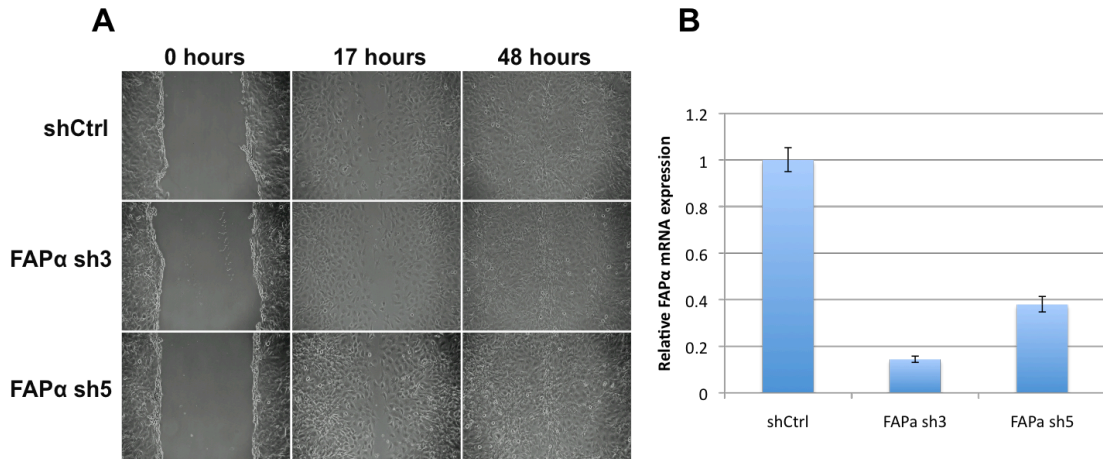 A
B
0 hours
17 hours
48 hours
shCtrl
FAPα sh3
FAPα sh5
Relative FAPα mRNA expression
1.2
1
0.8
0.6
0.4
0.2
0
shCtrl
FAPa sh3
FAPa sh5